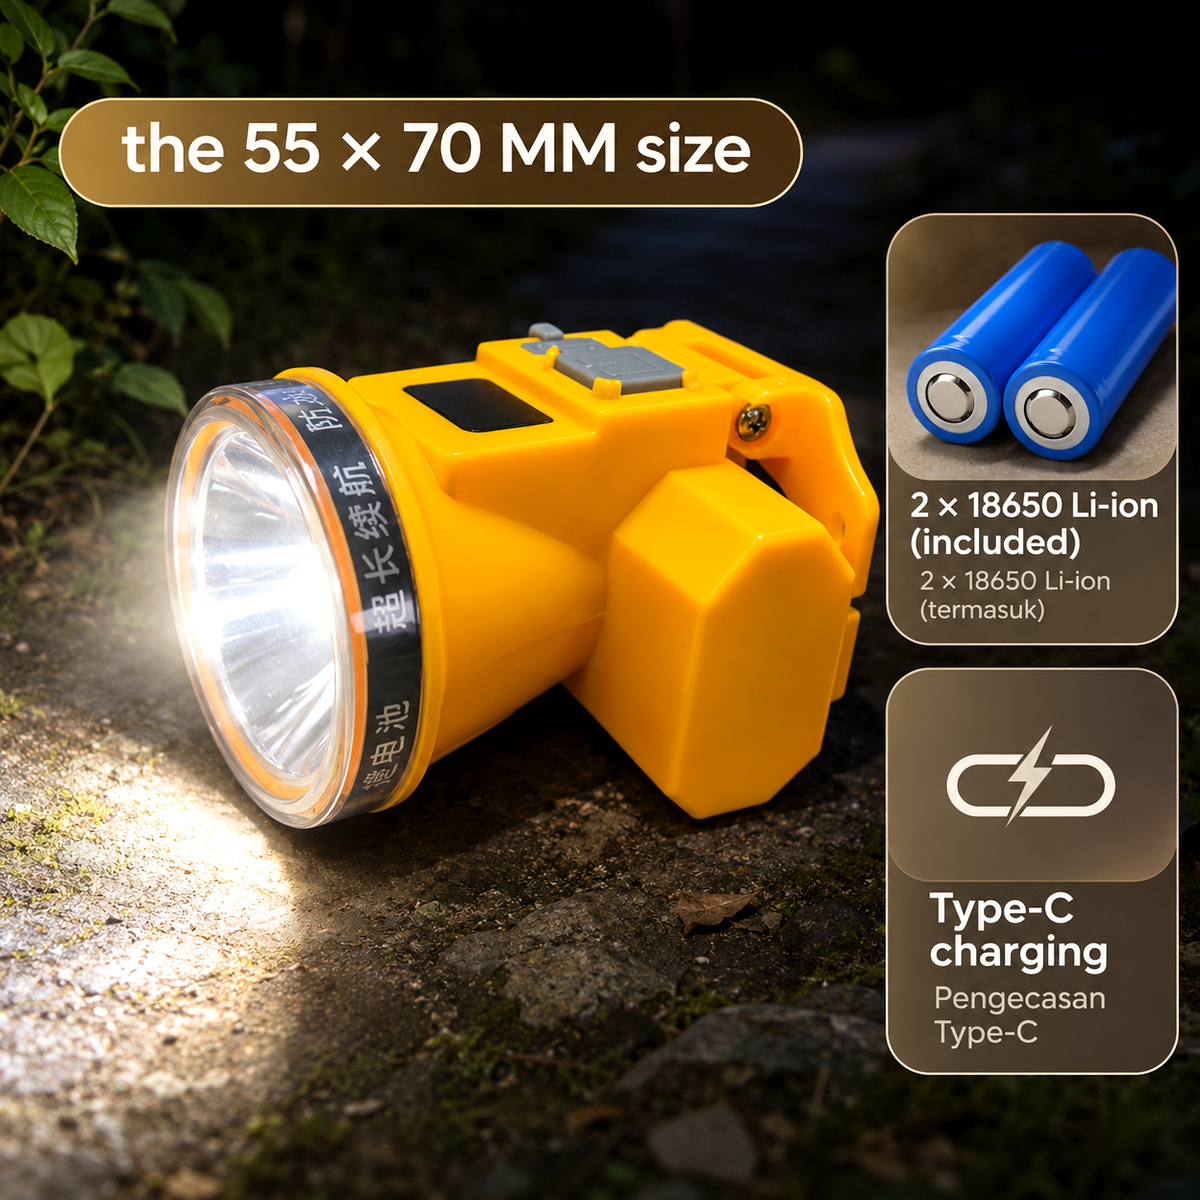 the 55 × 70 MM size
防水
超长续航
锂电池
2 × 18650 Li-ion
(included)
2 × 18650 Li-ion
(termasuk)
Type-C
charging
Pengecasan
Type-C